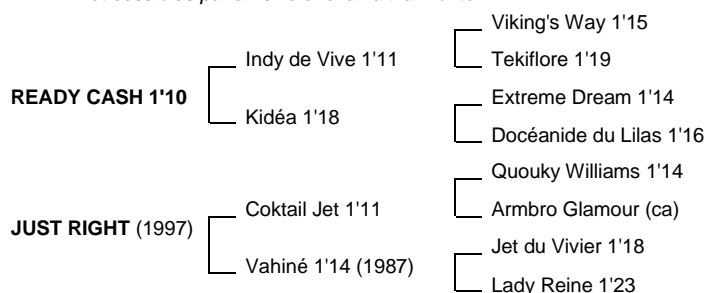 Viking's Way 1'15
Indy de Vive 1'11
Tekiflore 1'19
READY CASH 1'10
Extreme Dream 1'14
Kidéa 1'18
Docéanide du Lilas 1'16
Quouky Williams 1'14
Coktail Jet 1'11
Armbro Glamour (ca)
JUST RIGHT (1997)
Jet du Vivier 1'18
Vahiné 1'14 (1987)
Lady Reine 1'23